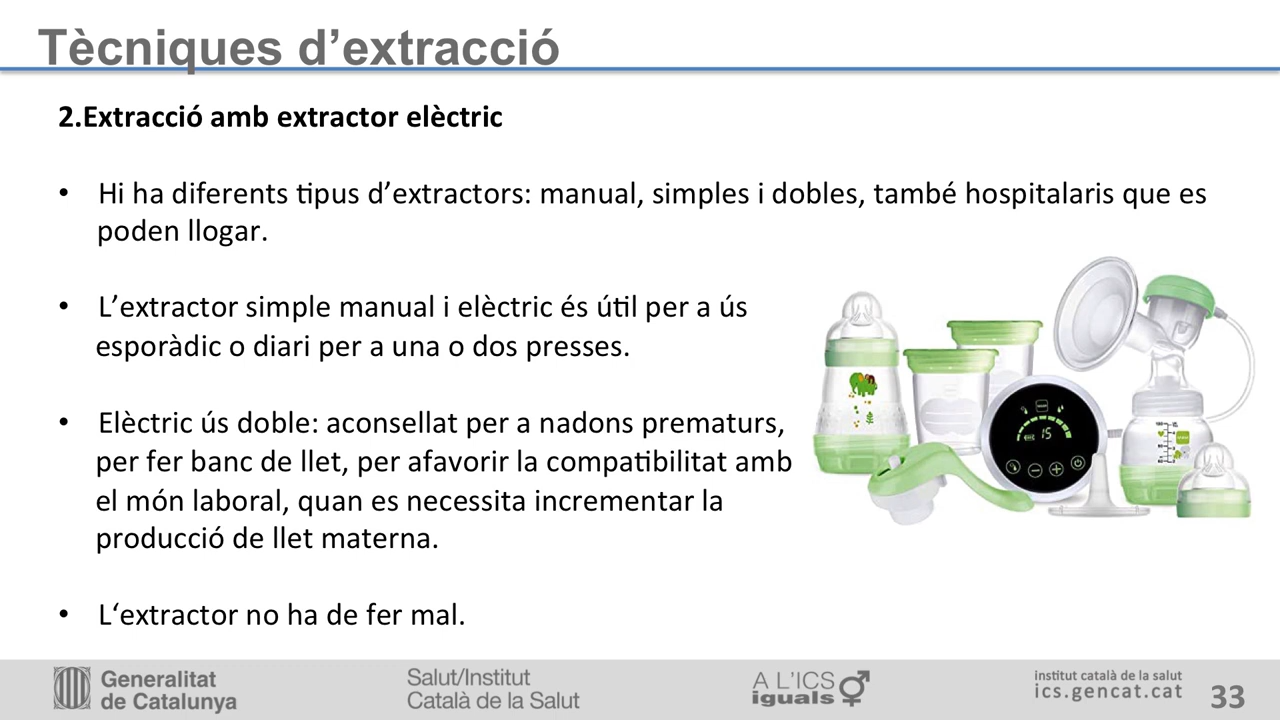 Tècniques d’extracció
2.Extracció amb extractor elèctric
• Hi ha diferents tipus d’extractors: manual, simples i dobles, també hospitalaris que es
poden llogar.
• L’extractor simple manual i elèctric és útil per a ús
esporàdic o diari per a una o dos presses.
• Elèctric ús doble: aconsellat per a nadons prematurs,
per fer banc de llet, per afavorir la compatibilitat amb
el món laboral, quan es necessita incrementar la
producció de llet materna.
• L‘extractor no ha de fer mal.
15
Generalitat
de Catalunya
Salut/Institut
Català de la Salut
A L'ICS
iguals
institut català de la salut
ics.gencat.cat
33